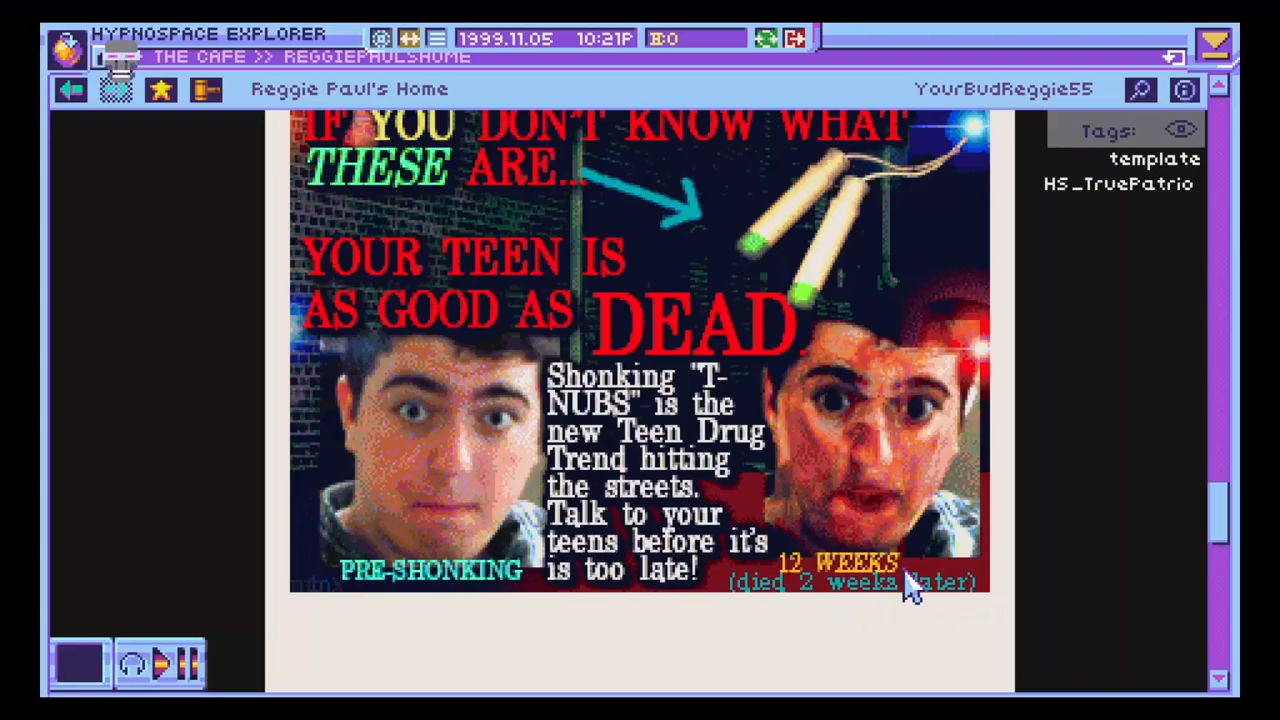 HYPNOSPACE EXPLORER
1999.11.05 10:21P
:0
THE CAFE >> REGGIEPAULSHOME
Reggie Paul's Home
YourBudReggie55
Tags:
template
HS_TruePatrio
IF YOU DON'T KNOW WHAT
THESE ARE...
YOUR TEEN IS
AS GOOD AS DEAD
Shonking "T-
NUBS" is the
new Teen Drug
Trend hitting
the streets.
Talk to your
teens before it's
is too late!
PRE-SHONKING
12 WEEKS
(died 2 weeks later)